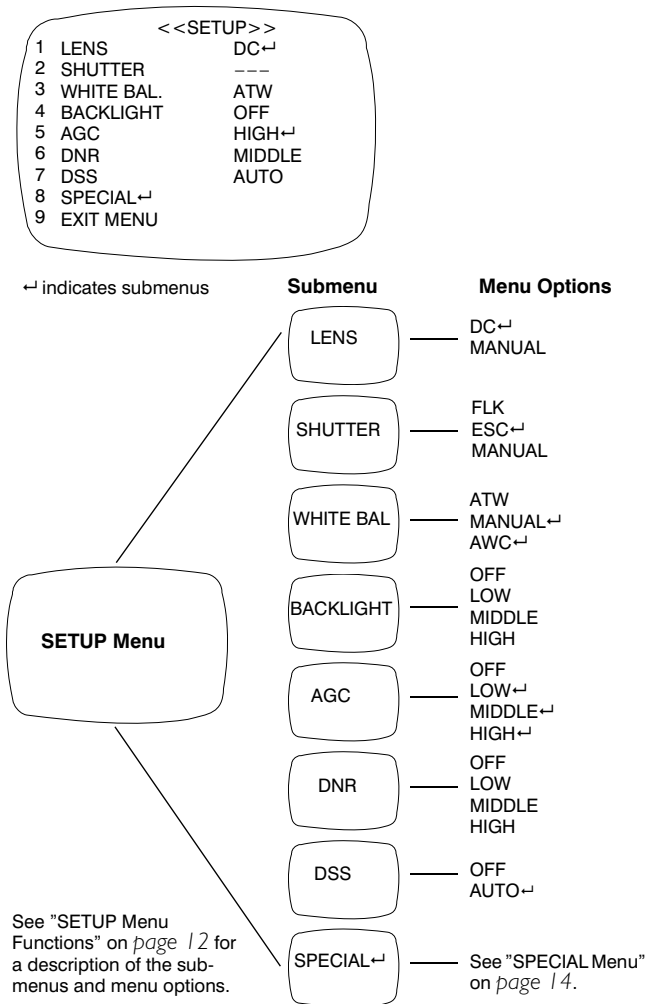 <<SETUP>>
1 LENS DC↵
2 SHUTTER ---
3 WHITE BAL. ATW
4 BACKLIGHT OFF
5 AGC HIGH↵
6 DNR MIDDLE
7 DSS AUTO
8 SPECIAL↵
9 EXIT MENU
↵ indicates submenus
Submenu
Menu Options
LENS
DC↵
MANUAL
SHUTTER
FLK
ESC↵
MANUAL
WHITE BAL
ATW
MANUAL↵
AWC↵
BACKLIGHT
OFF
LOW
MIDDLE
HIGH
SETUP Menu
AGC
OFF
LOW↵
MIDDLE↵
HIGH↵
DNR
OFF
LOW
MIDDLE
HIGH
DSS
OFF
AUTO↵
See "SETUP Menu
Functions" on page 12 for
a description of the sub-
menus and menu options.
SPECIAL↵
See "SPECIAL Menu"
on page 14.